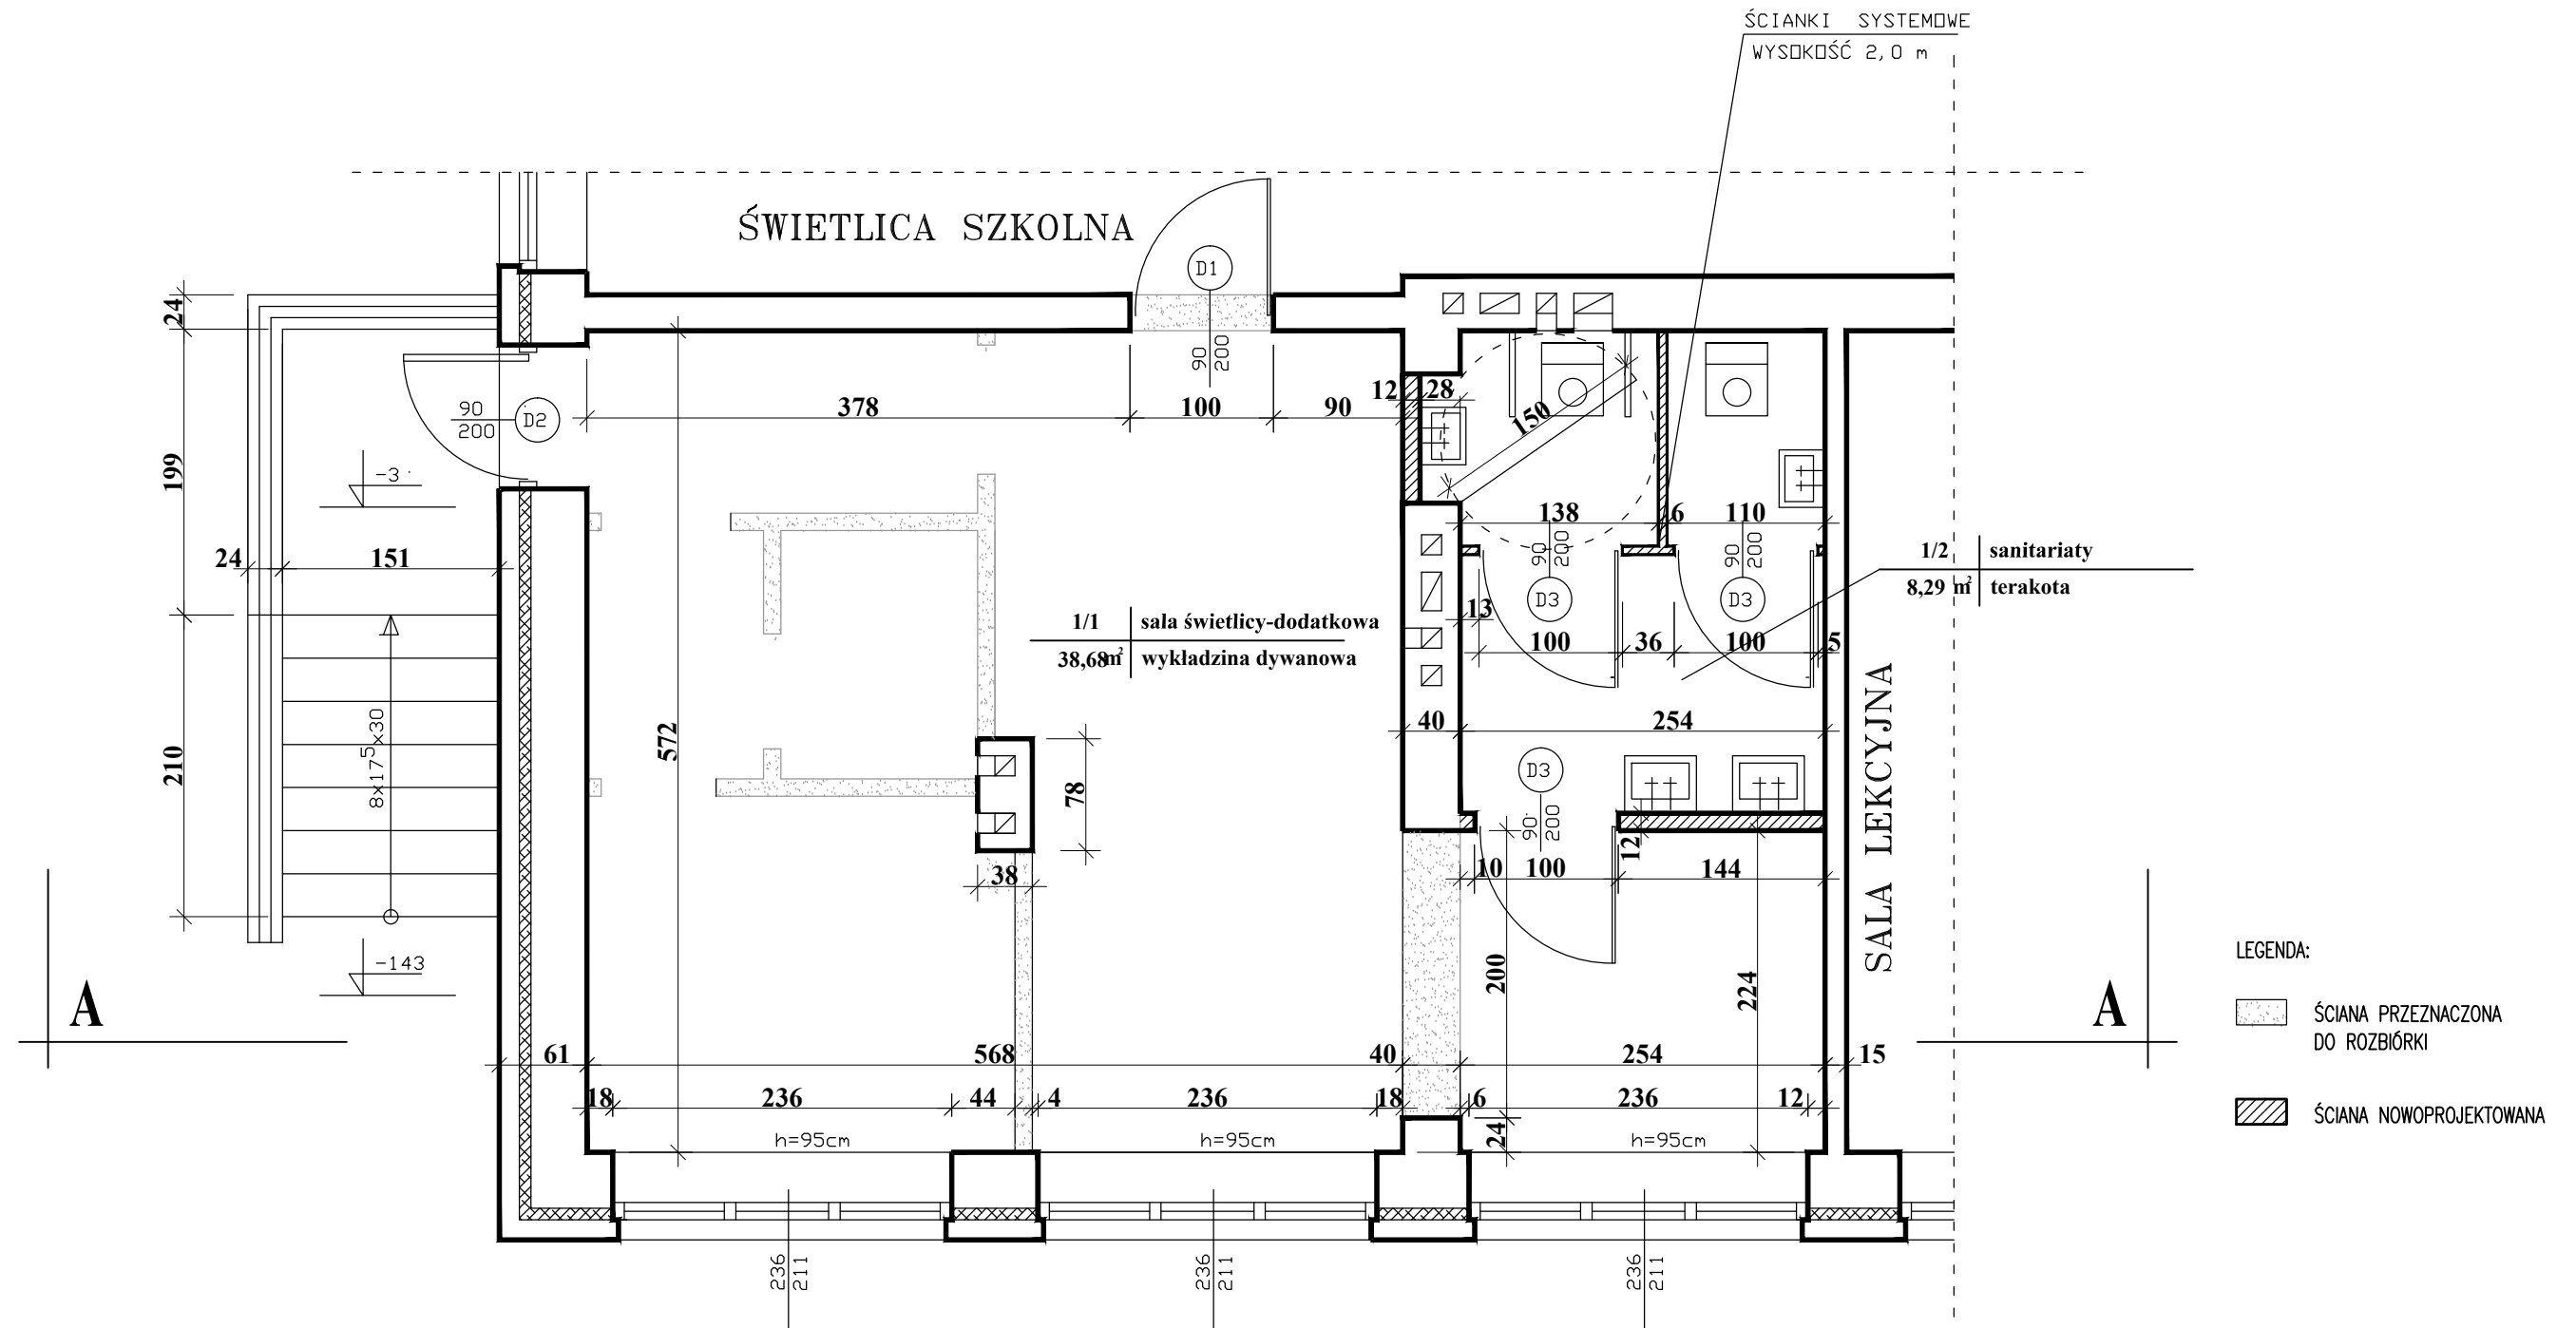 ŚCIANKI SYSTEMOWE
WYSOKOŚĆ 2,0 m
ŚWIETLICA SZKOLNA
D1
90
200
24
199
210
24
151
-3
90
200
D2
8x17⁵x30
-143
378
100
90
12
28
150
138
6
110
90
200
D3
90
200
D3
1/2
sanitariaty
8,29 m²
terakota
13
100
36
100
5
1/1
sala świetlicy-dodatkowa
38,68m²
wykładzina dywanowa
572
40
254
78
38
D3
90
200
12
10
100
144
SALA LEKCYJNA
200
224
24
A
A
61
568
40
254
15
18
236
44
4
236
18
6
236
12
h=95cm
h=95cm
h=95cm
236
211
236
211
236
211
LEGENDA:
ŚCIANA PRZEZNACZONA
DO ROZBIÓRKI
ŚCIANA NOWOPROJEKTOWANA